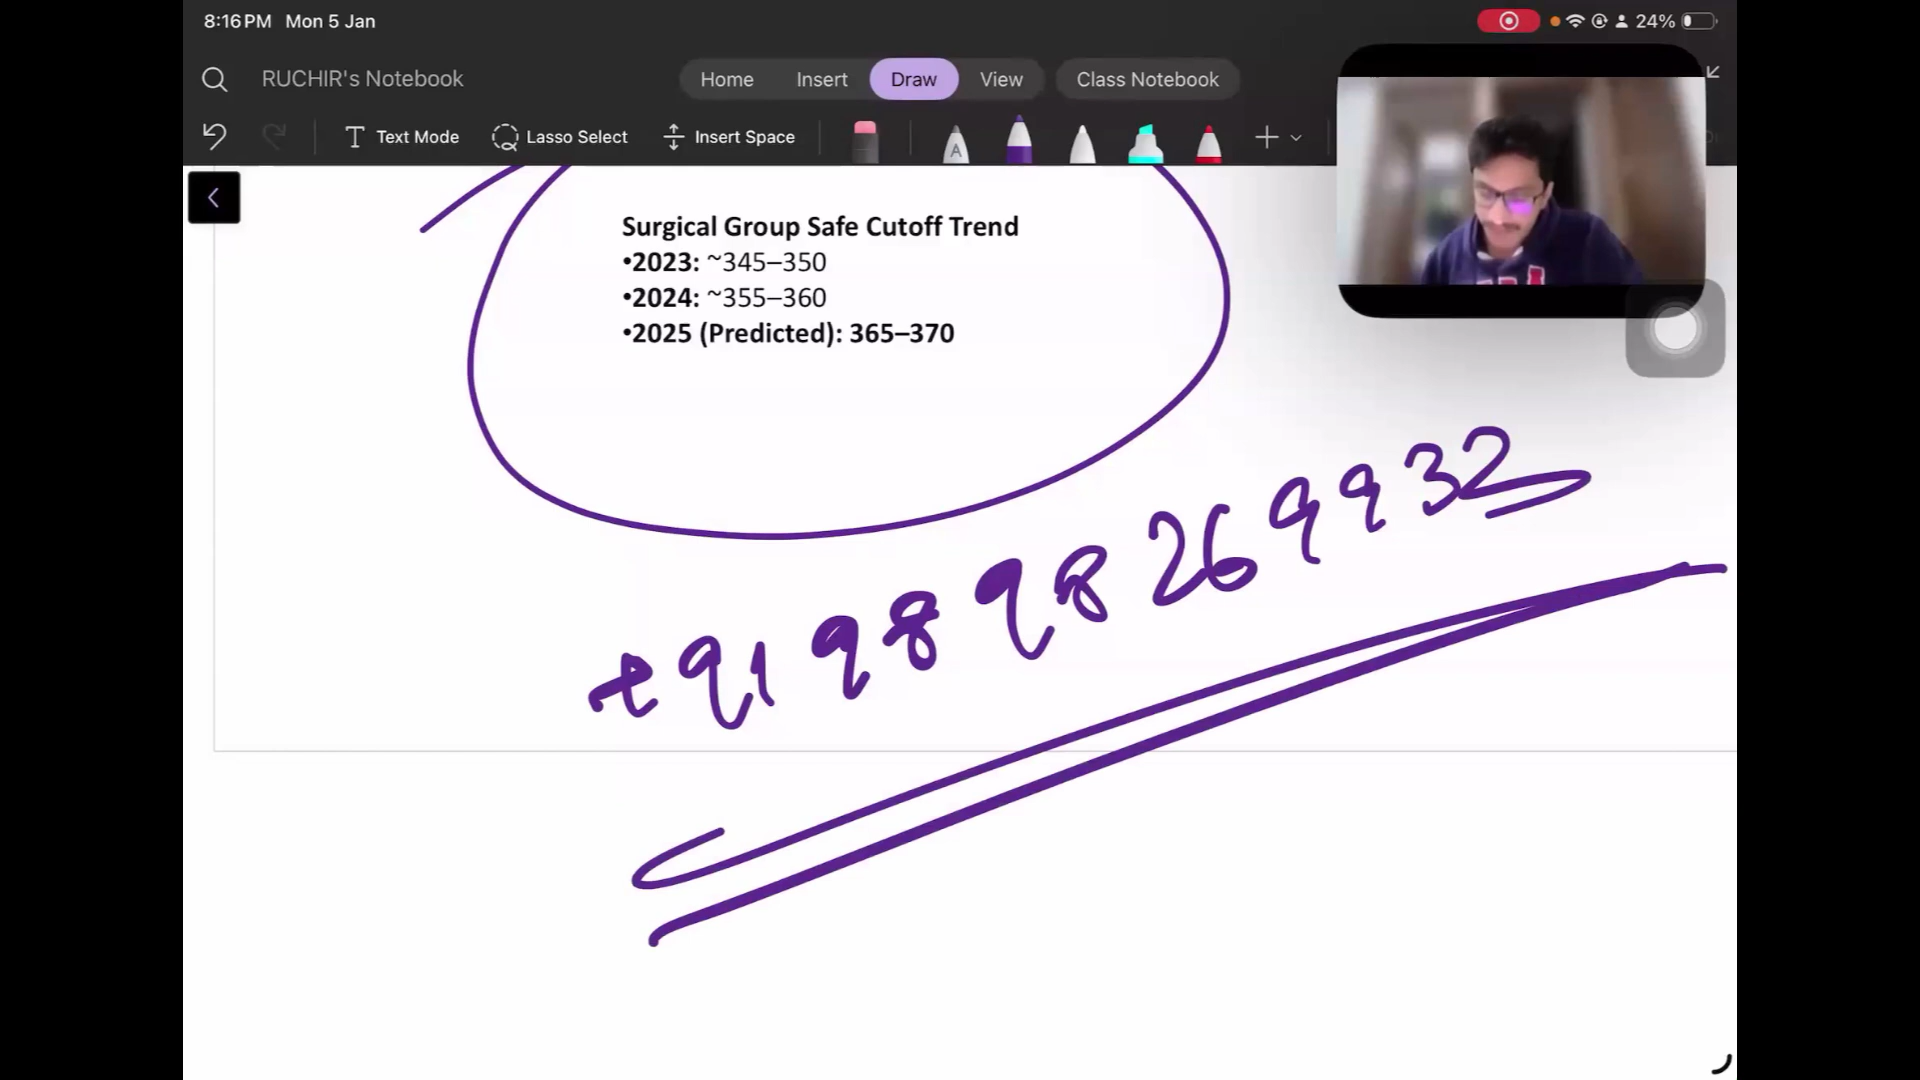 8:16 PM Mon 5 Jan
24%
RUCHIR's Notebook
Home Insert Draw View Class Notebook
Text Mode Lasso Select Insert Space
A
Surgical Group Safe Cutoff Trend
•2023: ~345–350
•2024: ~355–360
•2025 (Predicted): 365–370
+91 9898269932